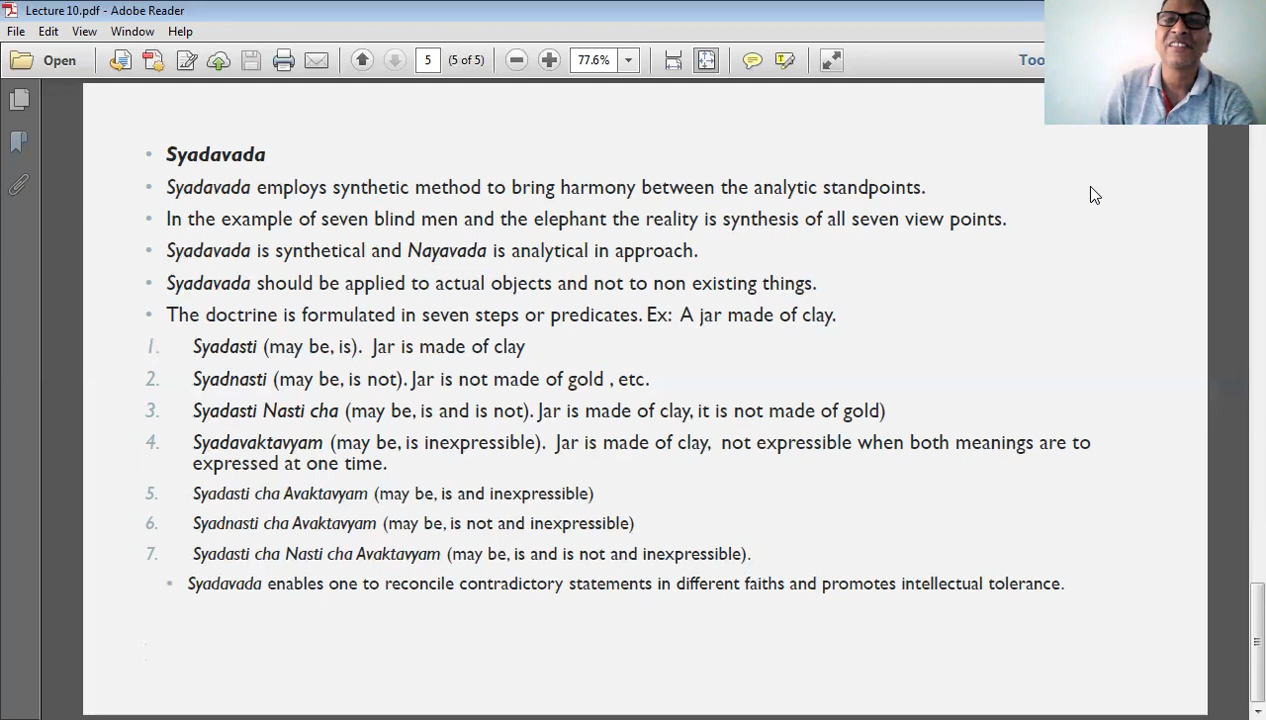 Lecture 10.pdf - Adobe Reader
File Edit View Window Help
Open 5 (5 of 5) 77.6% Too
• Syadavada
• Syadavada employs synthetic method to bring harmony between the analytic standpoints.
• In the example of seven blind men and the elephant the reality is synthesis of all seven view points.
• Syadavada is synthetical and Nayavada is analytical in approach.
• Syadavada should be applied to actual objects and not to non existing things.
• The doctrine is formulated in seven steps or predicates. Ex: A jar made of clay.
1. Syadasti (may be, is). Jar is made of clay
2. Syadnasti (may be, is not). Jar is not made of gold , etc.
3. Syadasti Nasti cha (may be, is and is not). Jar is made of clay, it is not made of gold)
4. Syadavaktavyam (may be, is inexpressible). Jar is made of clay, not expressible when both meanings are to
expressed at one time.
5. Syadasti cha Avaktavyam (may be, is and inexpressible)
6. Syadnasti cha Avaktavyam (may be, is not and inexpressible)
7. Syadasti cha Nasti cha Avaktavyam (may be, is and is not and inexpressible).
• Syadavada enables one to reconcile contradictory statements in different faiths and promotes intellectual tolerance.